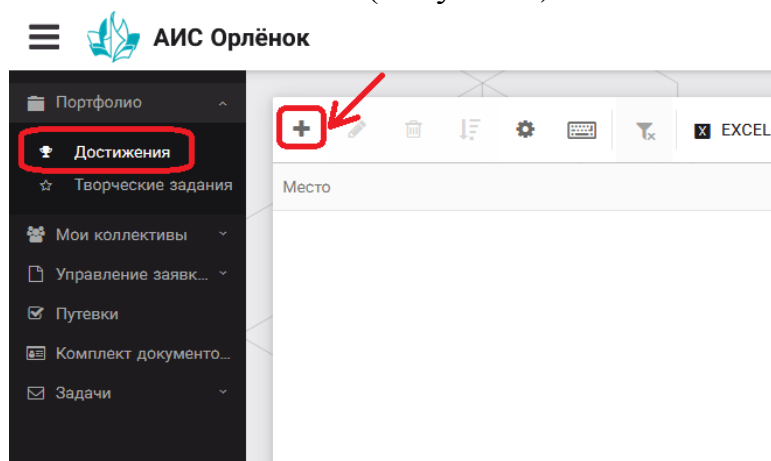 АИС Орлёнок
Портфолио
Достижения
Творческие задания
Мои коллективы
Управление заявк...
Путевки
Комплект документо...
Задачи
X EXCEL
Место